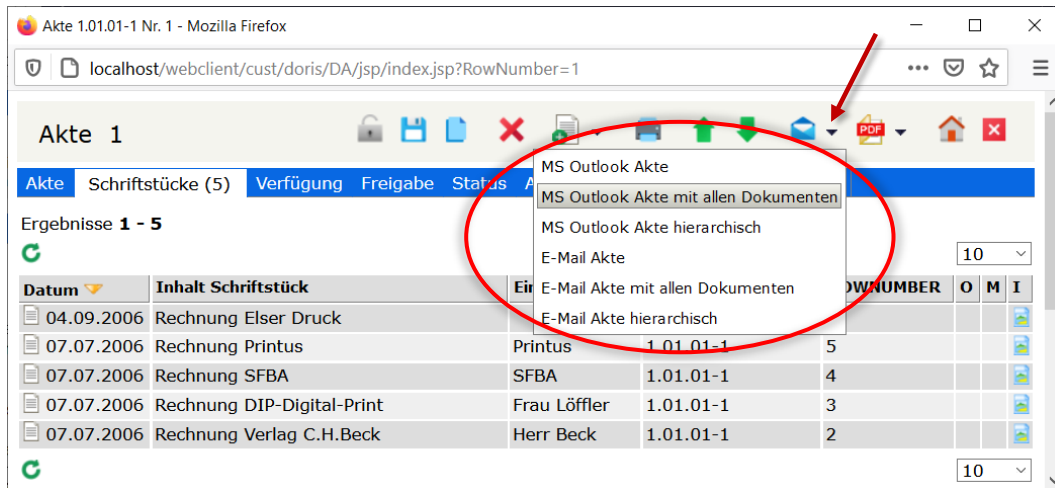 Akte 1.01.01-1 Nr. 1 - Mozilla Firefox
localhost/webclient/cust/doris/DA/jsp/index.jsp?RowNumber=1
Akte 1
PDF
MS Outlook Akte
MS Outlook Akte mit allen Dokumenten
MS Outlook Akte hierarchisch
E-Mail Akte
E-Mail Akte mit allen Dokumenten
E-Mail Akte hierarchisch
Akte Schriftstücke (5) Verfügung Freigabe Status A
Ergebnisse 1 - 5
10
Datum Inhalt Schriftstück Ein OWNUMBER O M I
04.09.2006 Rechnung Elser Druck
07.07.2006 Rechnung Printus Printus 1.01.01-1 5
07.07.2006 Rechnung SFBA SFBA 1.01.01-1 4
07.07.2006 Rechnung DIP-Digital-Print Frau Löffler 1.01.01-1 3
07.07.2006 Rechnung Verlag C.H.Beck Herr Beck 1.01.01-1 2
10